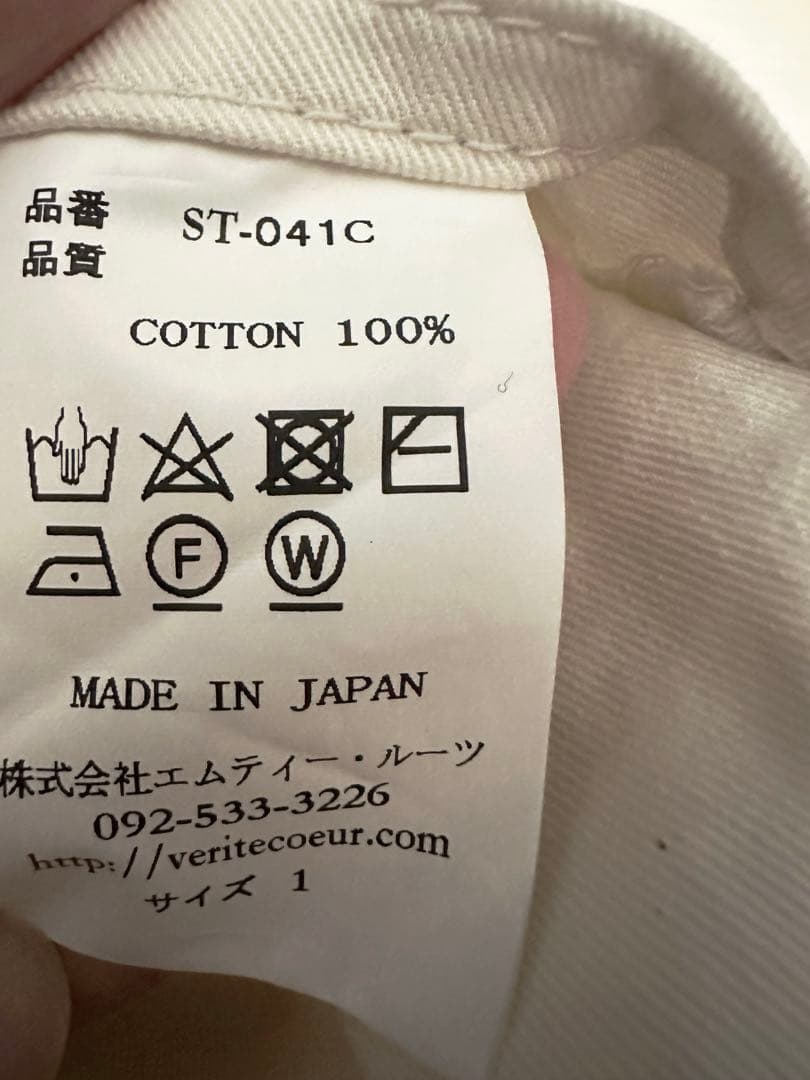 品番 ST-041C
品質
COTTON 100%
F W
MADE IN JAPAN
株式会社エムティー・ルーツ
092-533-3226
http://veritecoeur.com
サイズ 1